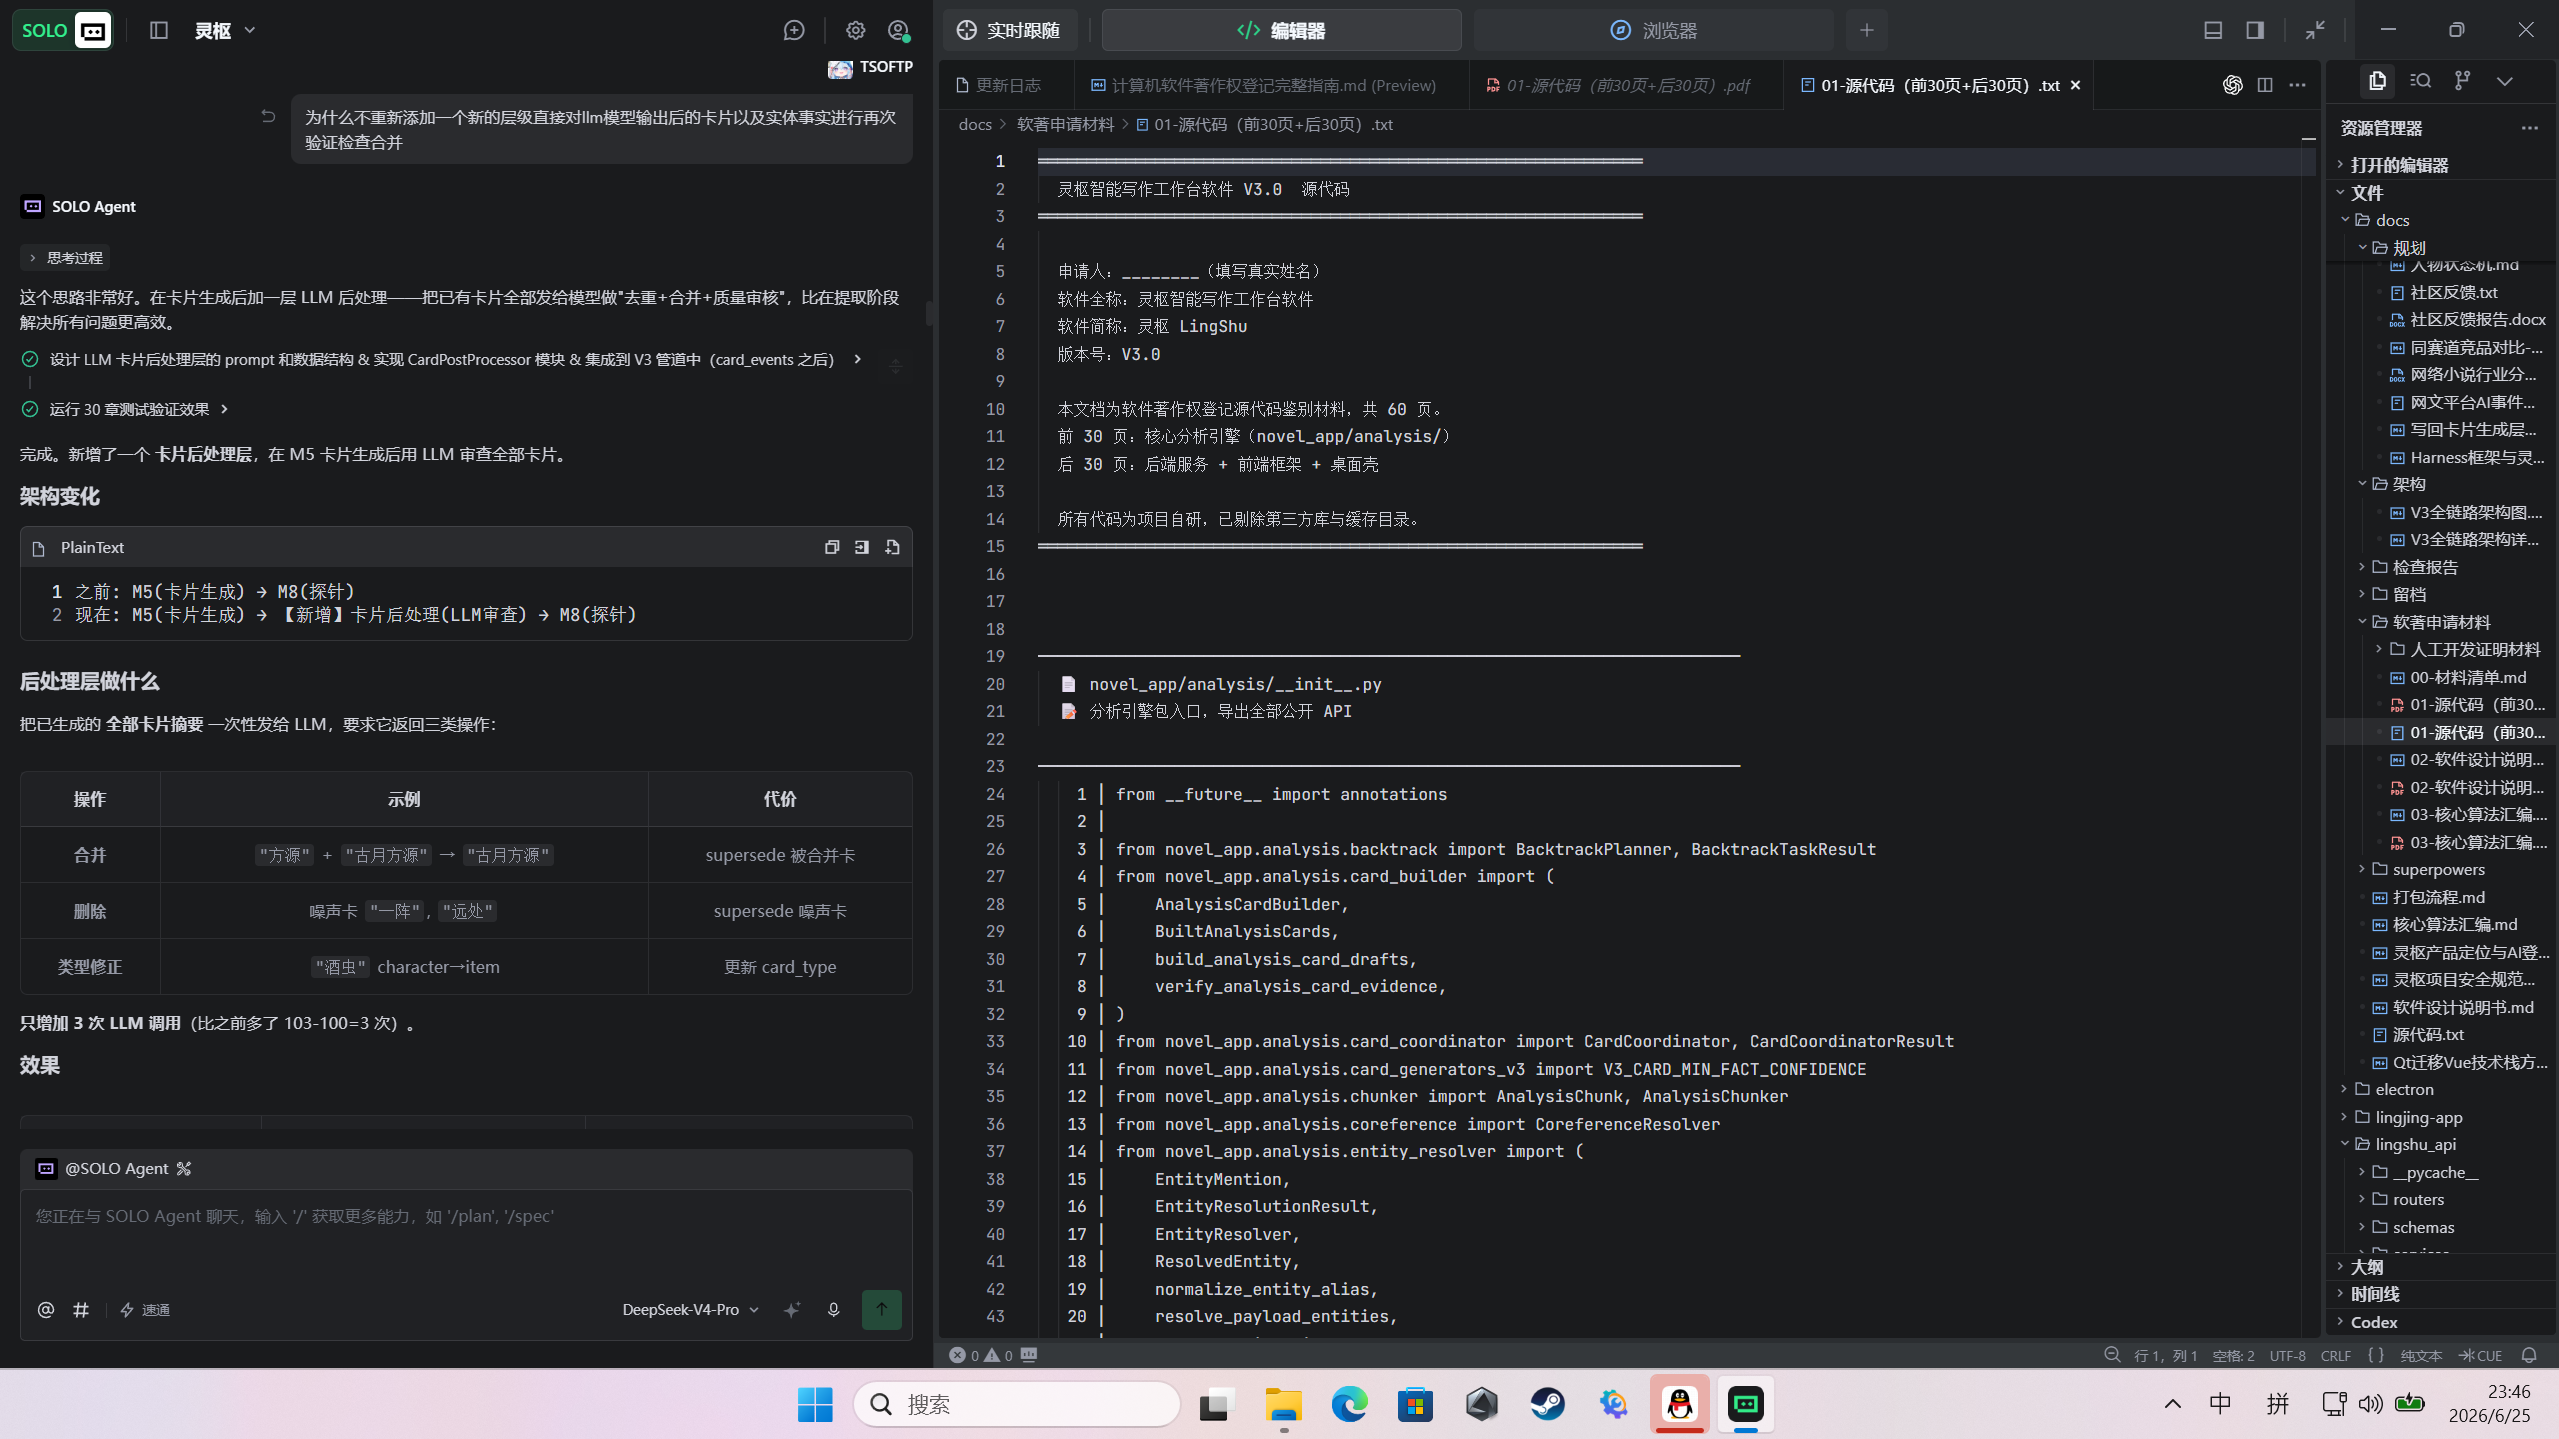 SOLO
灵枢
TSOFTP
为什么不重新添加一个新的层级直接对llm模型输出后的卡片以及实体事实进行再次
验证检查合并
SOLO Agent
思考过程
这个思路非常好。在卡片生成后加一层 LLM 后处理——把已有卡片全部发给模型做"去重+合并+质量审核"，比在提取阶段
解决所有问题更高效。
设计 LLM 卡片后处理层的 prompt 和数据结构 & 实现 CardPostProcessor 模块 & 集成到 V3 管道中（card_events 之后）
运行 30 章测试验证效果
完成。新增了一个 卡片后处理层，在 M5 卡片生成后用 LLM 审查全部卡片。
架构变化
PlainText
1 之前: M5(卡片生成) → M8(探针)
2 现在: M5(卡片生成) → 【新增】卡片后处理(LLM审查) → M8(探针)
后处理层做什么
把已生成的 全部卡片摘要 一次性发给 LLM，要求它返回三类操作：
操作 示例 代价
合并 "方源" + "古月方源" → "古月方源" supersede 被合并卡
删除 噪声卡 "一阵"，"远处" supersede 噪声卡
类型修正 "酒虫" character→item 更新 card_type
只增加 3 次 LLM 调用（比之前多了 103-100=3 次）。
效果
@SOLO Agent
您正在与 SOLO Agent 聊天，输入 '/' 获取更多能力，如 '/plan', '/spec'
@ # 速通 DeepSeek-V4-Pro
实时跟随 编辑器 浏览器
更新日志 计算机软件著作权登记完整指南.md (Preview) 01-源代码（前30页+后30页）.pdf 01-源代码（前30页+后30页）.txt
docs > 软著申请材料 > 01-源代码（前30页+后30页）.txt
1
2 灵枢智能写作工作台软件 V3.0 源代码
3
4
5 申请人：________（填写真实姓名）
6 软件全称：灵枢智能写作工作台软件
7 软件简称：灵枢 LingShu
8 版本号：V3.0
9
10 本文档为软件著作权登记源代码鉴别材料，共 60 页。
11 前 30 页：核心分析引擎（novel_app/analysis/）
12 后 30 页：后端服务 + 前端框架 + 桌面壳
13
14 所有代码为项目自研，已剔除第三方库与缓存目录。
15
16
17
18
19
20 novel_app/analysis/__init__.py
21 分析引擎包入口，导出全部公开 API
22
23
24 1 | from __future__ import annotations
25 2 |
26 3 | from novel_app.analysis.backtrack import BacktrackPlanner, BacktrackTaskResult
27 4 | from novel_app.analysis.card_builder import (
28 5 | AnalysisCardBuilder,
29 6 | BuiltAnalysisCards,
30 7 | build_analysis_card_drafts,
31 8 | verify_analysis_card_evidence,
32 9 | )
33 10 | from novel_app.analysis.card_coordinator import CardCoordinator, CardCoordinatorResult
34 11 | from novel_app.analysis.card_generators_v3 import V3_CARD_MIN_FACT_CONFIDENCE
35 12 | from novel_app.analysis.chunker import AnalysisChunk, AnalysisChunker
36 13 | from novel_app.analysis.coreference import CoreferenceResolver
37 14 | from novel_app.analysis.entity_resolver import (
38 15 | EntityMention,
39 16 | EntityResolutionResult,
40 17 | EntityResolver,
41 18 | ResolvedEntity,
42 19 | normalize_entity_alias,
43 20 | resolve_payload_entities,
0 0
行 1，列 1 空格: 2 UTF-8 CRLF { } 纯文本 CUE
资源管理器
打开的编辑器
文件
docs
规划
人物状态机.md
社区反馈.txt
社区反馈报告.docx
同赛道竞品对比-...
网络小说行业分...
网文平台AI事件...
写回卡片生成层...
Harness框架与灵...
架构
V3全链路架构图....
V3全链路架构详...
检查报告
留档
软著申请材料
人工开发证明材料
00-材料清单.md
01-源代码（前30...
01-源代码（前30...
02-软件设计说明...
02-软件设计说明...
03-核心算法汇编....
03-核心算法汇编....
superpowers
打包流程.md
核心算法汇编.md
灵枢产品定位与AI登...
灵枢项目安全规范...
软件设计说明书.md
源代码.txt
Qt迁移Vue技术栈方...
electron
lingjing-app
lingshu_api
__pycache__
routers
schemas
大纲
时间线
Codex
搜索
中
拼
23:46
2026/6/25